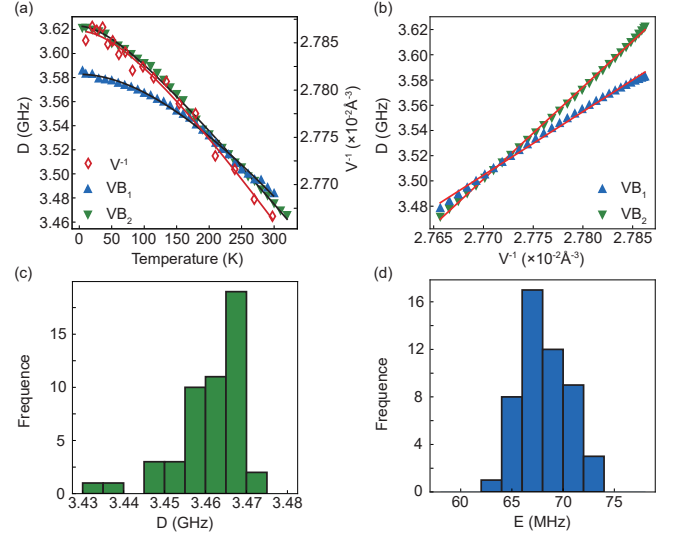 (a)
D (GHz)
3.62
3.60
3.58
3.56
3.54
3.52
3.50
3.48
3.46
2.785
2.780
2.775
2.770
V⁻¹ (×10⁻²Å⁻³)
V⁻¹
VB₁
VB₂
0 50 100 150 200 250 300
Temperature (K)
(b)
D (GHz)
3.62
3.60
3.58
3.56
3.54
3.52
3.50
3.48
VB₁
VB₂
2.765 2.770 2.775 2.780 2.785
V⁻¹ (×10⁻²Å⁻³)
(c)
Frequence
15
10
5
0
3.43 3.44 3.45 3.46 3.47 3.48
D (GHz)
(d)
Frequence
16
12
8
4
0
60 65 70 75
E (MHz)